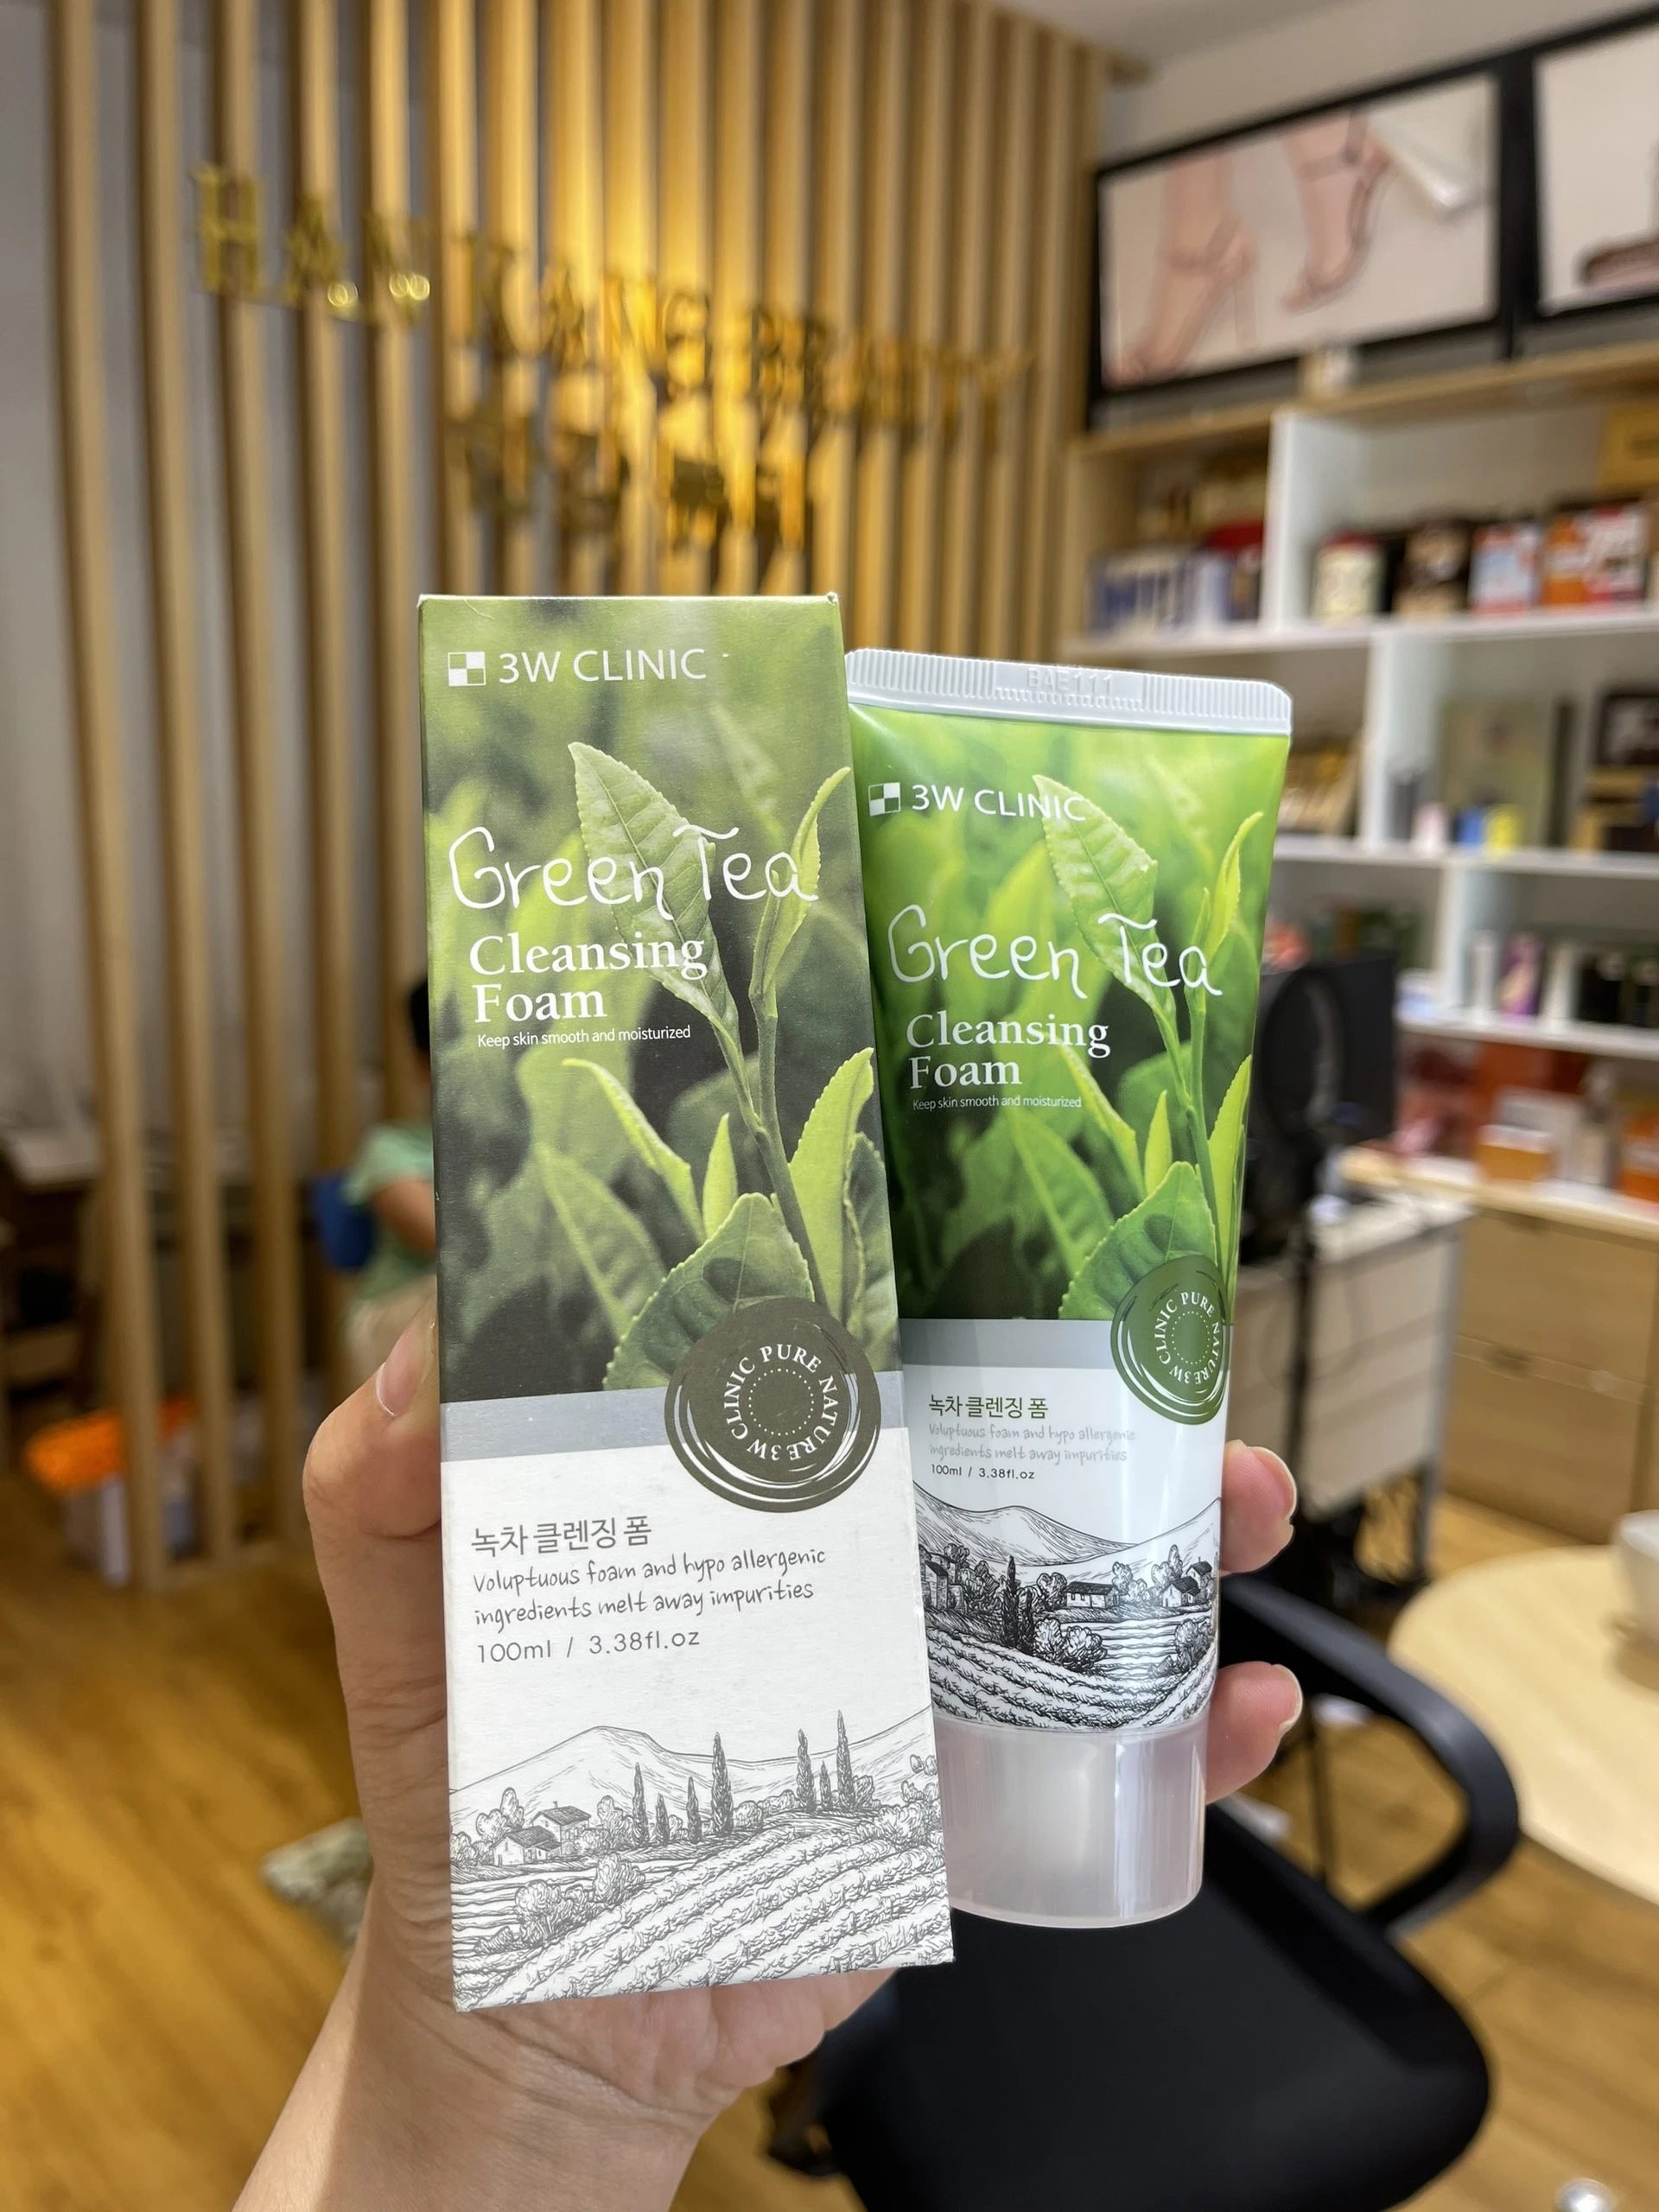 3W CLINIC
Green Tea
Cleansing
Foam
Keep skin smooth and moisturized
3W CLINIC PURE NATURE
녹차 클렌징 폼
Voluptuous foam and hypo allergenic
ingredients melt away impurities
100ml / 3.38fl.oz
3W CLINIC
Green Tea
Cleansing
Foam
Keep skin smooth and moisturized
3W CLINIC PURE NATURE
녹차 클렌징 폼
Voluptuous foam and hypo allergenic
ingredients melt away impurities
100ml / 3.38fl.oz